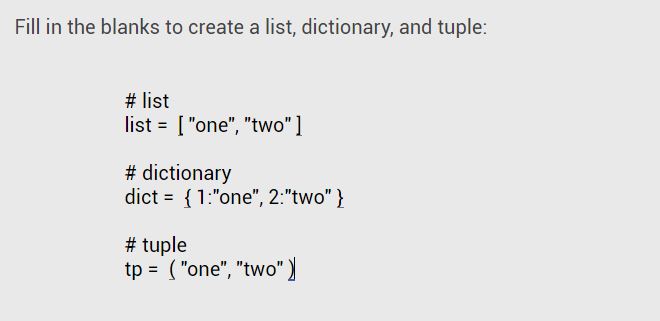 Fill in the blanks to create a list, dictionary, and tuple:
# list
list = ["one", "two"]
# dictionary
dict = {1:"one", 2:"two"}
# tuple
tp = ("one", "two")